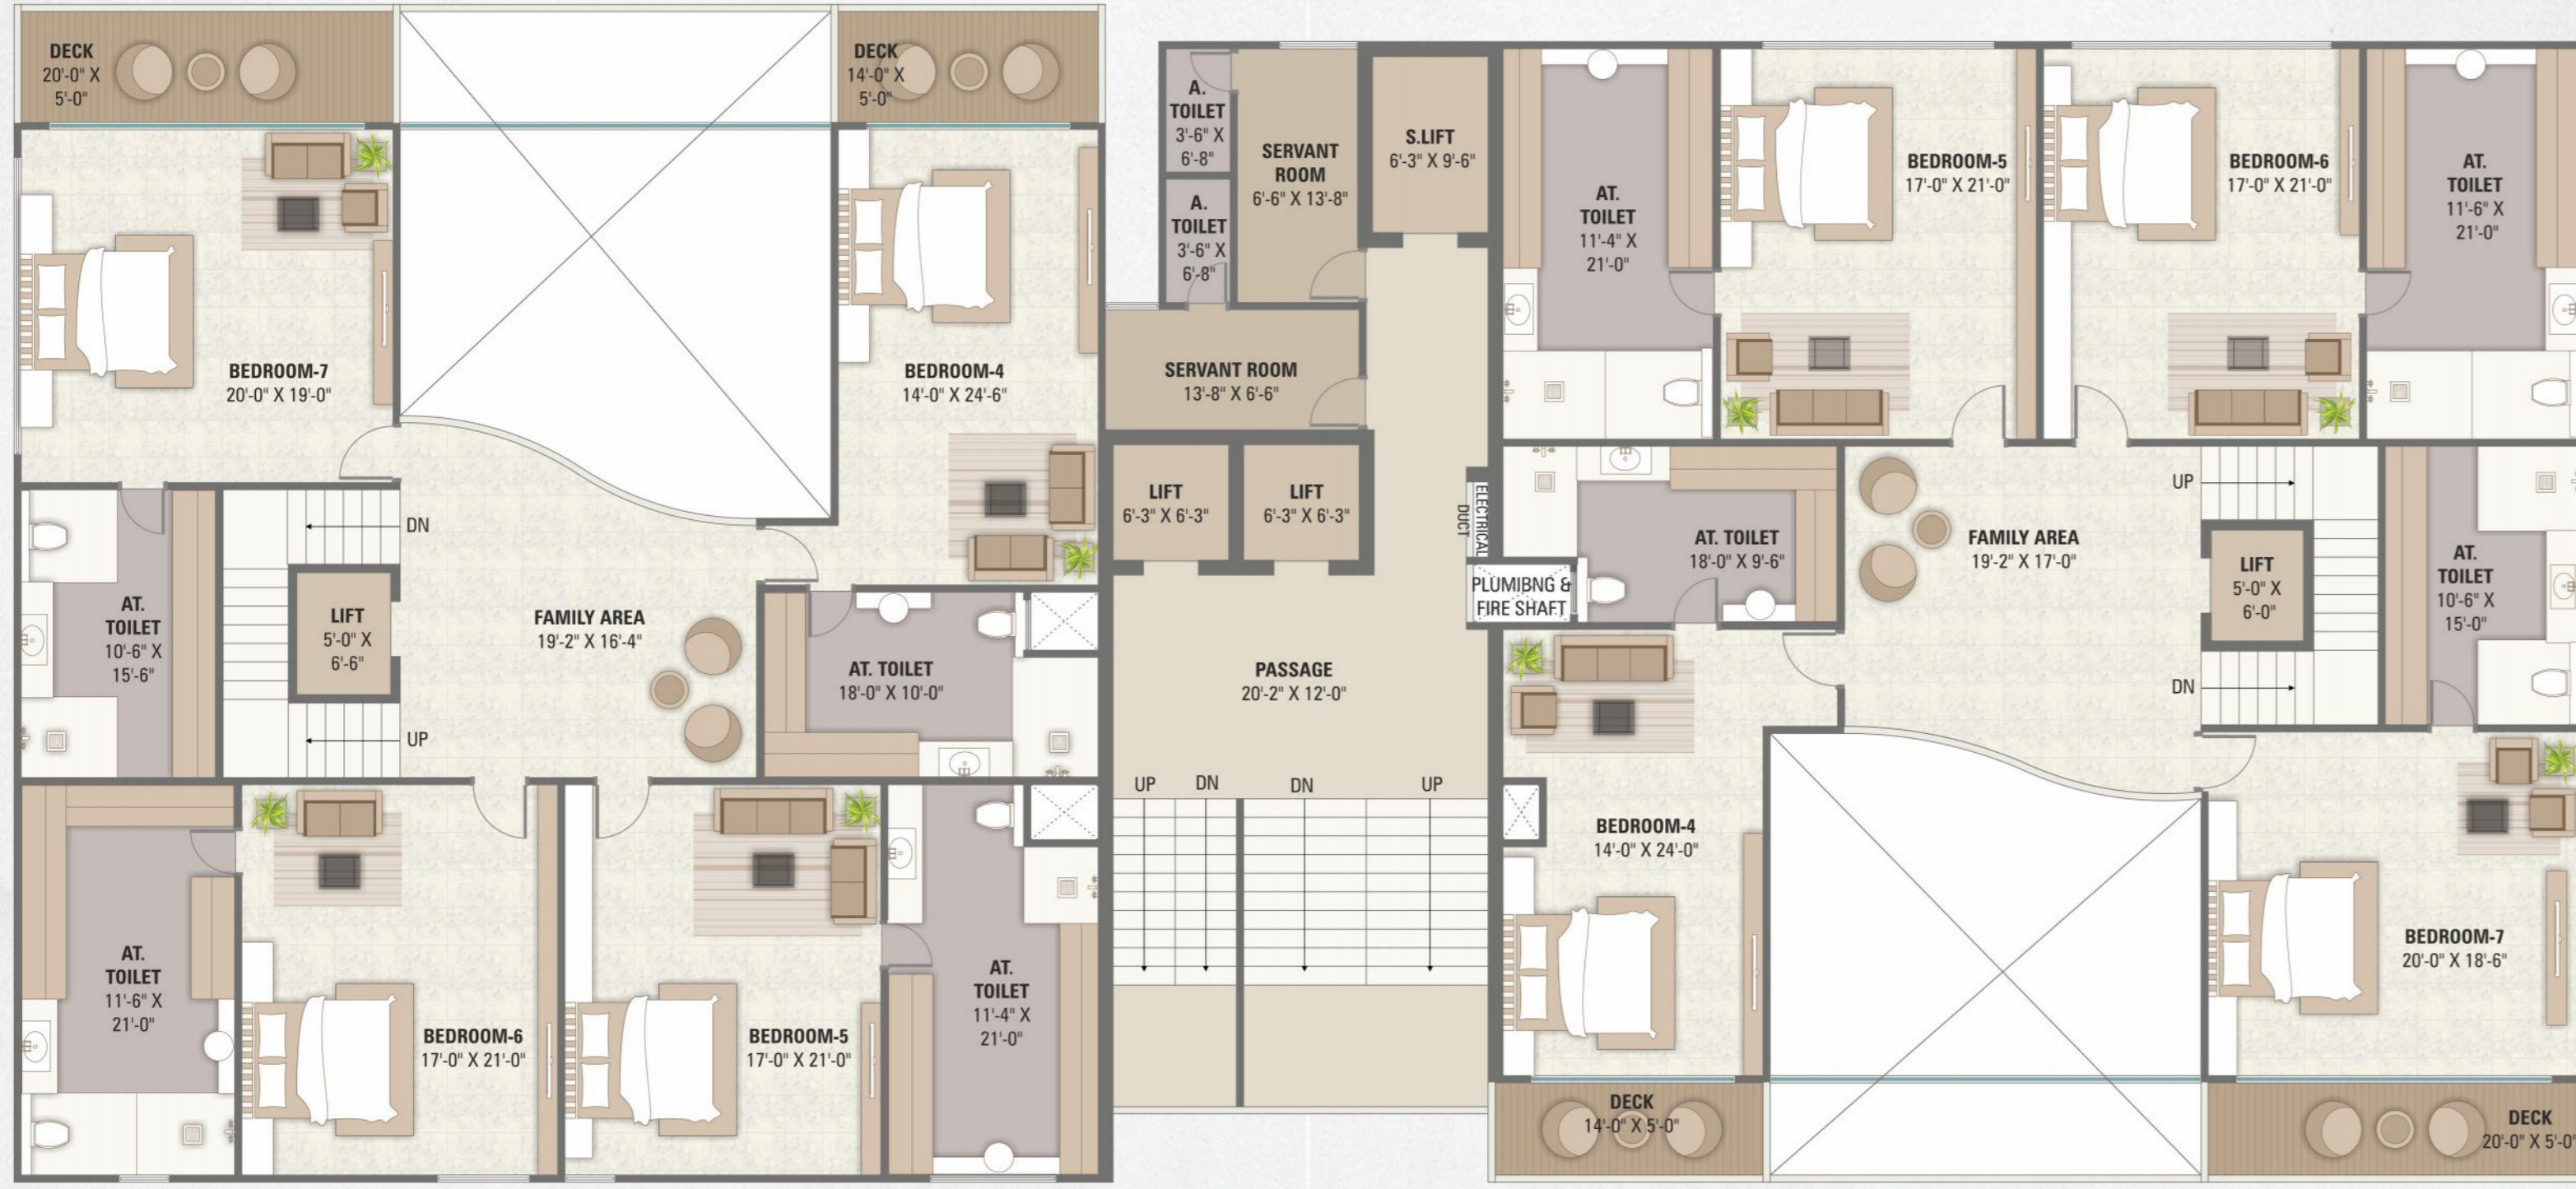 DECK
20'-0" X
5'-0"
DECK
14'-0" X
5'-0"
BEDROOM-7
20'-0" X 19'-0"
BEDROOM-4
14'-0" X 24'-6"
DN
LIFT
5'-0" X
6'-6"
UP
AT.
TOILET
10'-6" X
15'-6"
FAMILY AREA
19'-2" X 16'-4"
AT. TOILET
18'-0" X 10'-0"
AT.
TOILET
11'-6" X
21'-0"
BEDROOM-6
17'-0" X 21'-0"
BEDROOM-5
17'-0" X 21'-0"
AT.
TOILET
11'-4" X
21'-0"
A.
TOILET
3'-6" X
6'-8"
A.
TOILET
3'-6" X
6'-8"
SERVANT
ROOM
6'-6" X 13'-8"
S.LIFT
6'-3" X 9'-6"
SERVANT ROOM
13'-8" X 6'-6"
LIFT
6'-3" X 6'-3"
LIFT
6'-3" X 6'-3"
ELECTRICAL
DUCT
PLUMIBNG &
FIRE SHAFT
PASSAGE
20'-2" X 12'-0"
UP
DN
DN
UP
AT.
TOILET
11'-4" X
21'-0"
BEDROOM-5
17'-0" X 21'-0"
BEDROOM-6
17'-0" X 21'-0"
AT.
TOILET
11'-6" X
21'-0"
AT. TOILET
18'-0" X 9'-6"
FAMILY AREA
19'-2" X 17'-0"
UP
LIFT
5'-0" X
6'-0"
DN
AT.
TOILET
10'-6" X
15'-0"
BEDROOM-4
14'-0" X 24'-0"
BEDROOM-7
20'-0" X 18'-6"
DECK
14'-0" X 5'-0"
DECK
20'-0" X 5'-0"